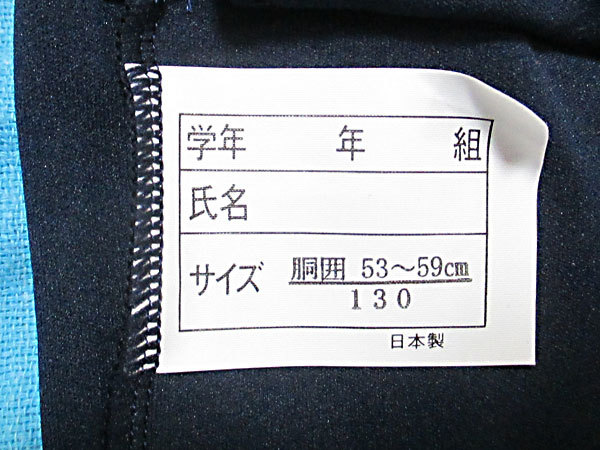 学年 年 組
氏名
サイズ 胴囲 53～59cm
130
日本製